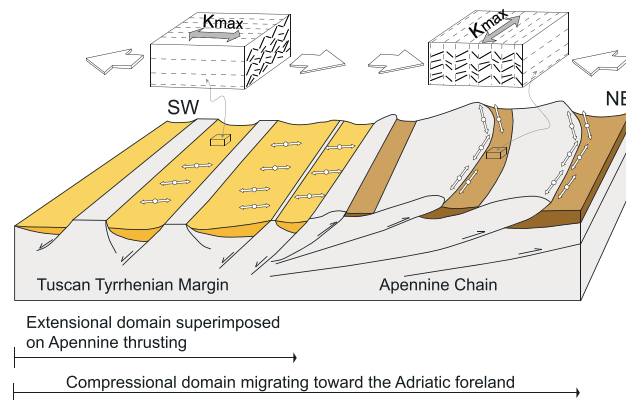 Kmax
Kmax
SW
NE
Tuscan Tyrrhenian Margin
Apennine Chain
Extensional domain superimposed
on Apennine thrusting
Compressional domain migrating toward the Adriatic foreland